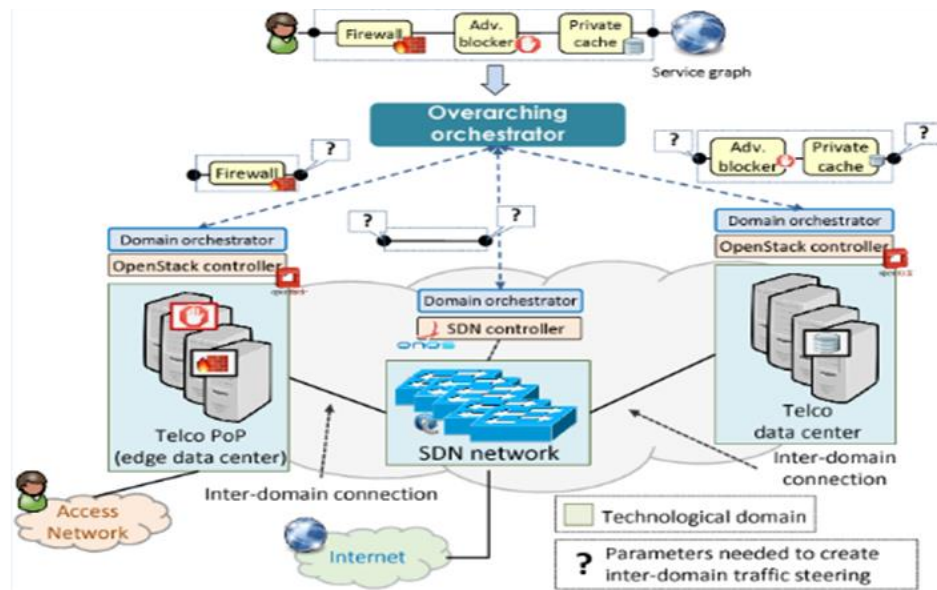 Firewall
Adv.
blocker
Private
cache
Service graph
Overarching
orchestrator
?
Firewall
?
?
?
Adv.
blocker
Private
cache
?
Domain orchestrator
OpenStack controller
Domain orchestrator
SDN controller
Domain orchestrator
OpenStack controller
Telco PoP
(edge data center)
SDN network
Telco
data center
Inter-domain connection
Inter-domain
connection
Access
Network
Internet
Technological domain
?
Parameters needed to create
inter-domain traffic steering